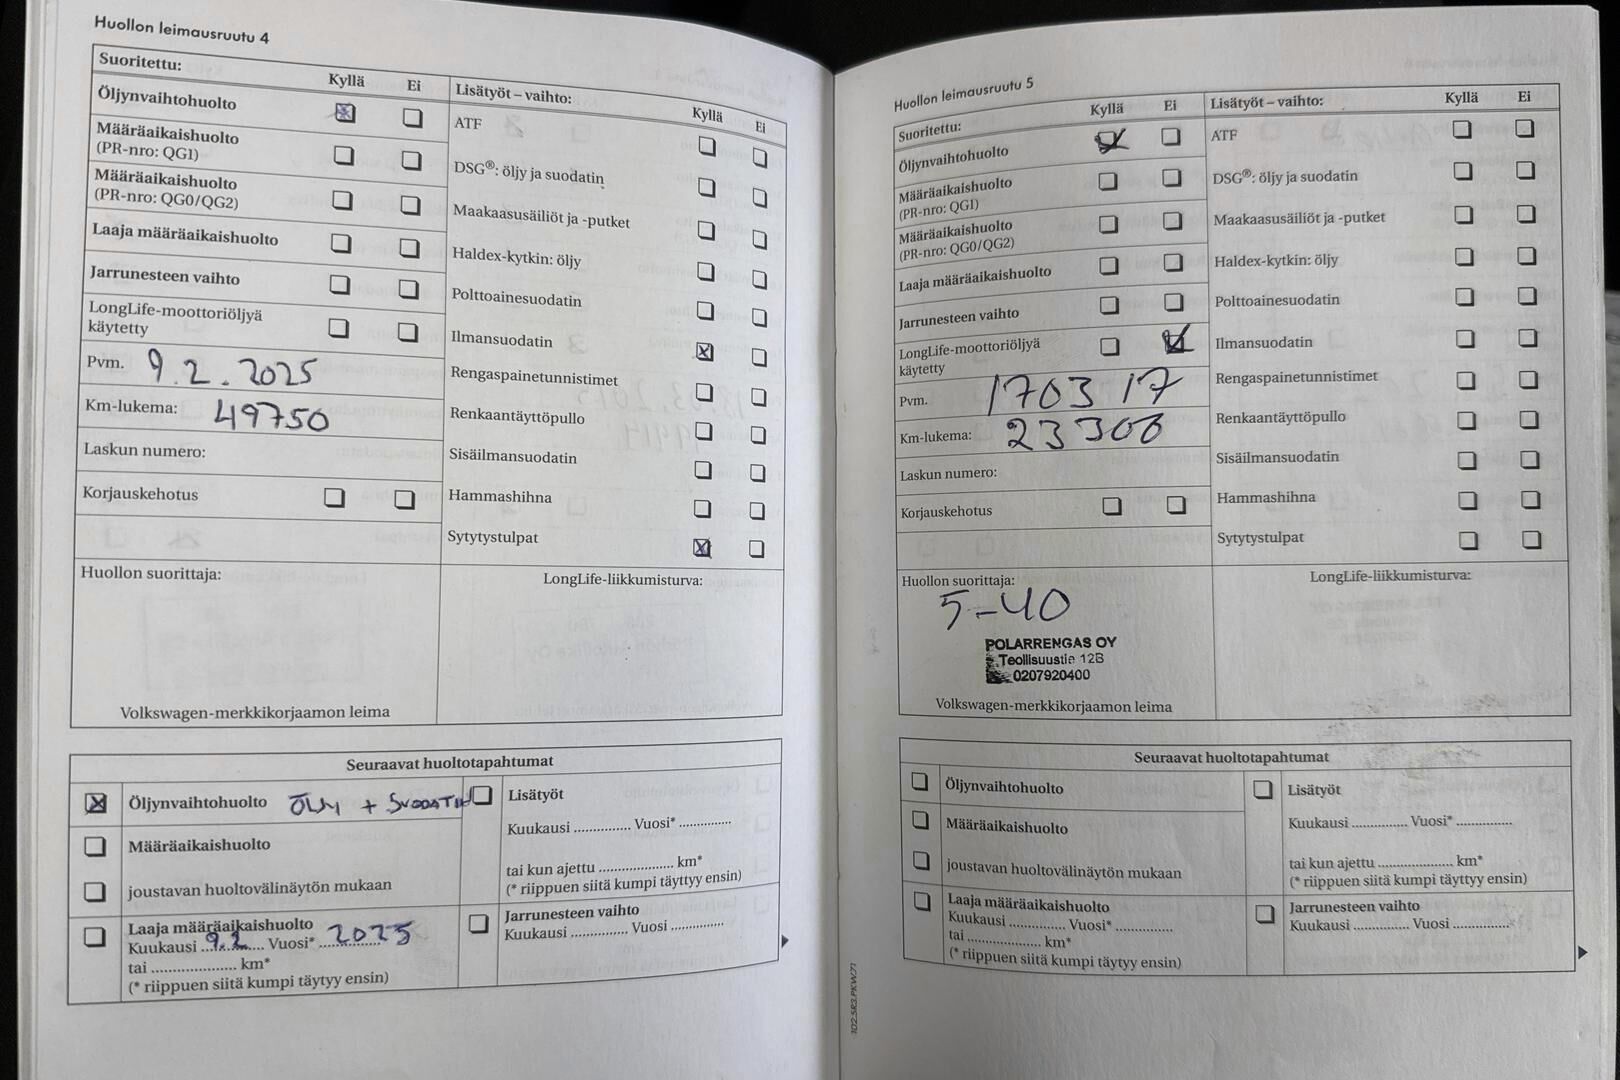 Huollon leimausruutu 4
Suoritettu:
Kyllä
Ei
Öljynvaihtohuolto
Määräaikaishuolto
(PR-nro: QG1)
Määräaikaishuolto
(PR-nro: QG0/QG2)
Laaja määräaikaishuolto
Jarrunesteen vaihto
LongLife-moottoriöljyä
käytetty
Pvm. 9.2.2025
Km-lukema: 49750
Laskun numero:
Korjauskehotus
Lisätyöt – vaihto:
Kyllä
Ei
ATF
DSG®: öljy ja suodatin
Maakaasusäiliöt ja -putket
Haldex-kytkin: öljy
Polttoainesuodatin
Ilmansuodatin
Rengaspainetunnistimet
Renkaantäyttöpullo
Sisäilmansuodatin
Hammashihna
Sytytystulpat
Huollon suorittaja:
Volkswagen-merkkikorjaamon leima
LongLife-liikkumisturva:
Seuraavat huoltotapahtumat
Öljynvaihtohuolto ÖLJY + SUODATIN
Määräaikaishuolto
joustavan huoltovälinäytön mukaan
Laaja määräaikaishuolto
Kuukausi ..9.2.... Vuosi* 2025
tai ..................... km*
(* riippuen siitä kumpi täytyy ensin)
Lisätyöt
Kuukausi .............. Vuosi* .............
tai kun ajettu .................... km*
(* riippuen siitä kumpi täyttyy ensin)
Jarrunesteen vaihto
Kuukausi .............. Vuosi .............
Huollon leimausruutu 5
Suoritettu:
Kyllä
Ei
Öljynvaihtohuolto
Määräaikaishuolto
(PR-nro: QG1)
Määräaikaishuolto
(PR-nro: QG0/QG2)
Laaja määräaikaishuolto
Jarrunesteen vaihto
LongLife-moottoriöljyä
käytetty
Pvm. 170317
Km-lukema: 23306
Laskun numero:
Korjauskehotus
Lisätyöt – vaihto:
Kyllä
Ei
ATF
DSG®: öljy ja suodatin
Maakaasusäiliöt ja -putket
Haldex-kytkin: öljy
Polttoainesuodatin
Ilmansuodatin
Rengaspainetunnistimet
Renkaantäyttöpullo
Sisäilmansuodatin
Hammashihna
Sytytystulpat
Huollon suorittaja:
5-40
POLARRENGAS OY
Teollisuustie 12B
0207920400
Volkswagen-merkkikorjaamon leima
LongLife-liikkumisturva:
Seuraavat huoltotapahtumat
Öljynvaihtohuolto
Määräaikaishuolto
joustavan huoltovälinäytön mukaan
Laaja määräaikaishuolto
Kuukausi .............. Vuosi* .............
tai ..................... km*
(* riippuen siitä kumpi täytyy ensin)
Lisätyöt
Kuukausi .............. Vuosi* .............
tai kun ajettu .................... km*
(* riippuen siitä kumpi täyttyy ensin)
Jarrunesteen vaihto
Kuukausi .............. Vuosi .............
102.5R3.PKW.71